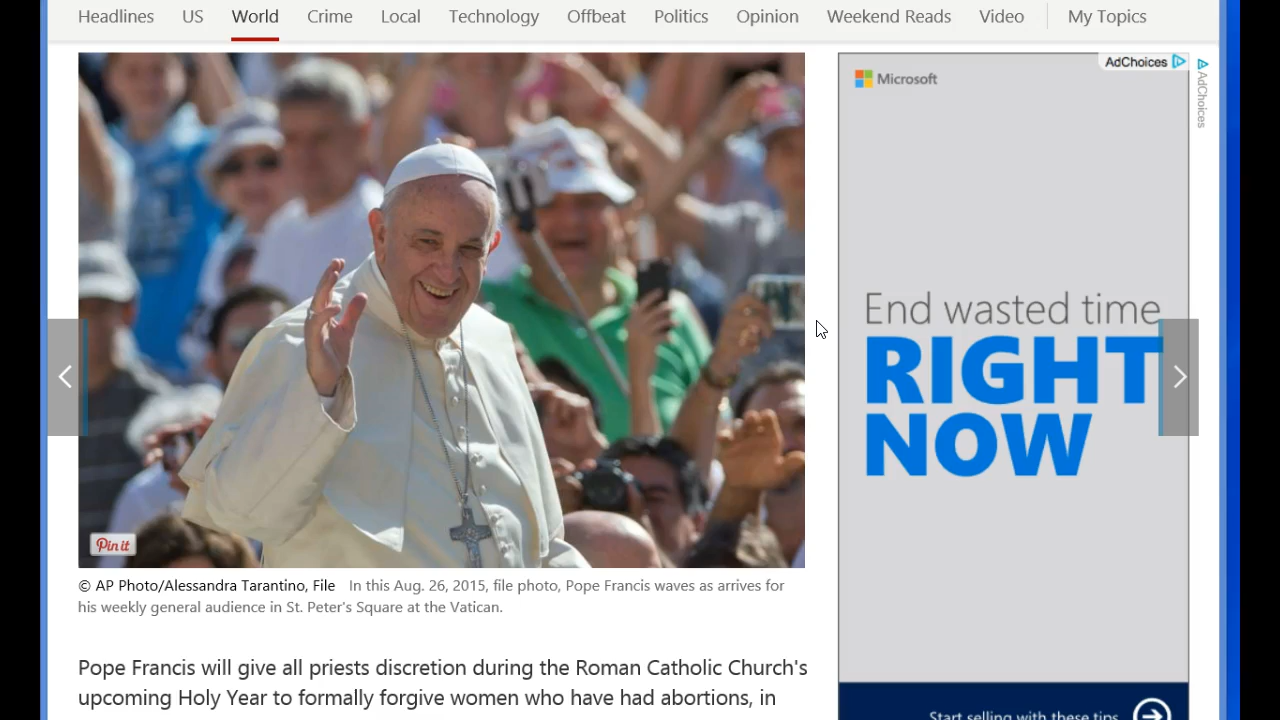 Headlines US World Crime Local Technology Offbeat Politics Opinion Weekend Reads Video My Topics
Pin it
© AP Photo/Alessandra Tarantino, File In this Aug. 26, 2015, file photo, Pope Francis waves as arrives for
his weekly general audience in St. Peter's Square at the Vatican.
Pope Francis will give all priests discretion during the Roman Catholic Church's
upcoming Holy Year to formally forgive women who have had abortions, in
AdChoices
AdChoices
Microsoft
End wasted time
RIGHT
NOW
Start selling with these tips